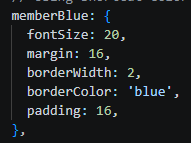 memberBlue: {
fontSize: 20,
margin: 16,
borderWidth: 2,
borderColor: 'blue',
padding: 16,
},